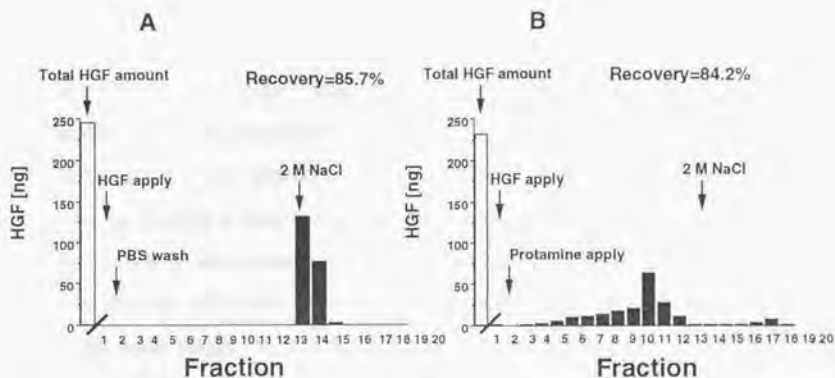 A
Total HGF amount
Recovery=85.7%
HGF [ng]
250
200
150
100
50
0
HGF apply
PBS wash
2 M NaCl
1 2 3 4 5 6 7 8 9 10 11 12 13 14 15 16 17 18 19 20
Fraction
B
Total HGF amount
Recovery=84.2%
HGF [ng]
250
200
150
100
50
0
HGF apply
Protamine apply
2 M NaCl
1 2 3 4 5 6 7 8 9 10 11 12 13 14 15 16 17 18 19 20
Fraction